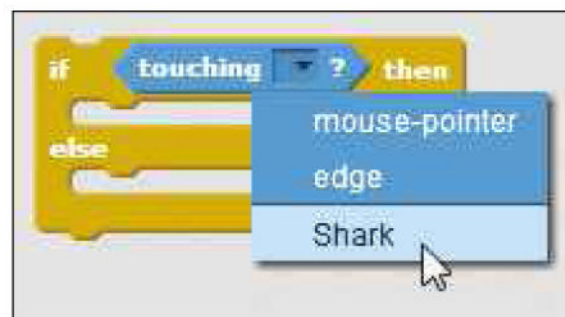 if touching ? then
mouse-pointer
else
edge
Shark